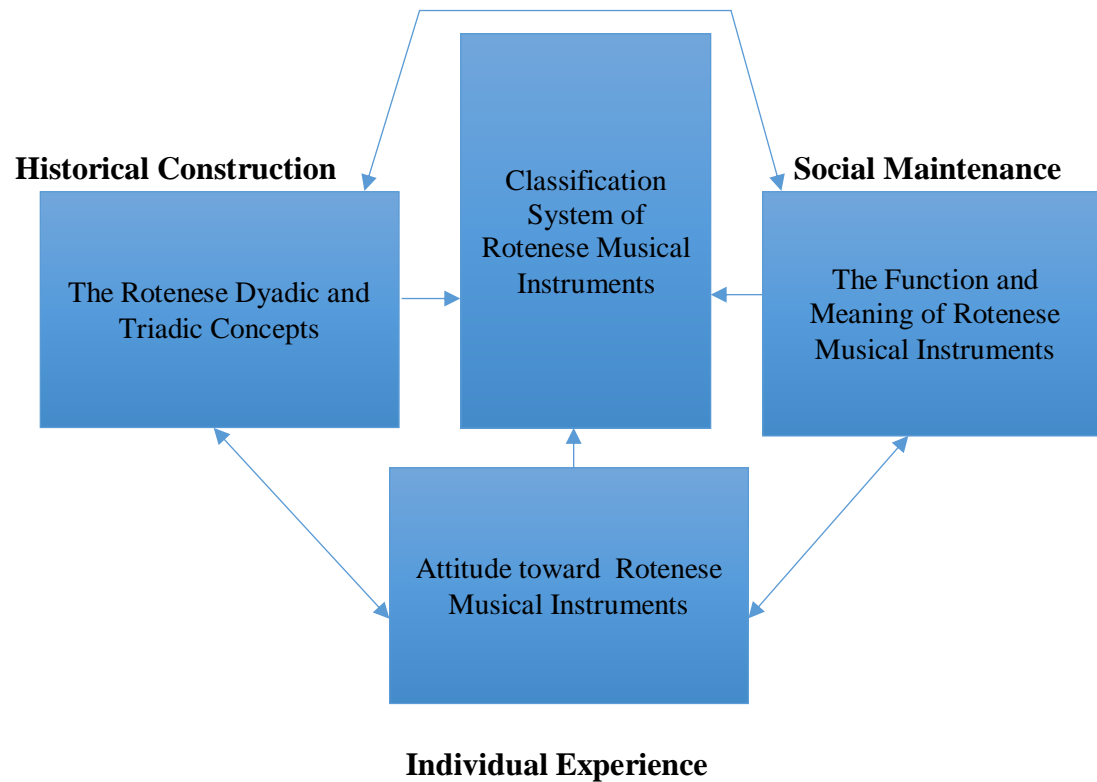 Historical Construction
The Rotenese Dyadic and
Triadic Concepts
Classification
System of
Rotenese Musical
Instruments
Social Maintenance
The Function and
Meaning of Rotenese
Musical Instruments
Attitude toward  Rotenese
Musical Instruments
Individual Experience